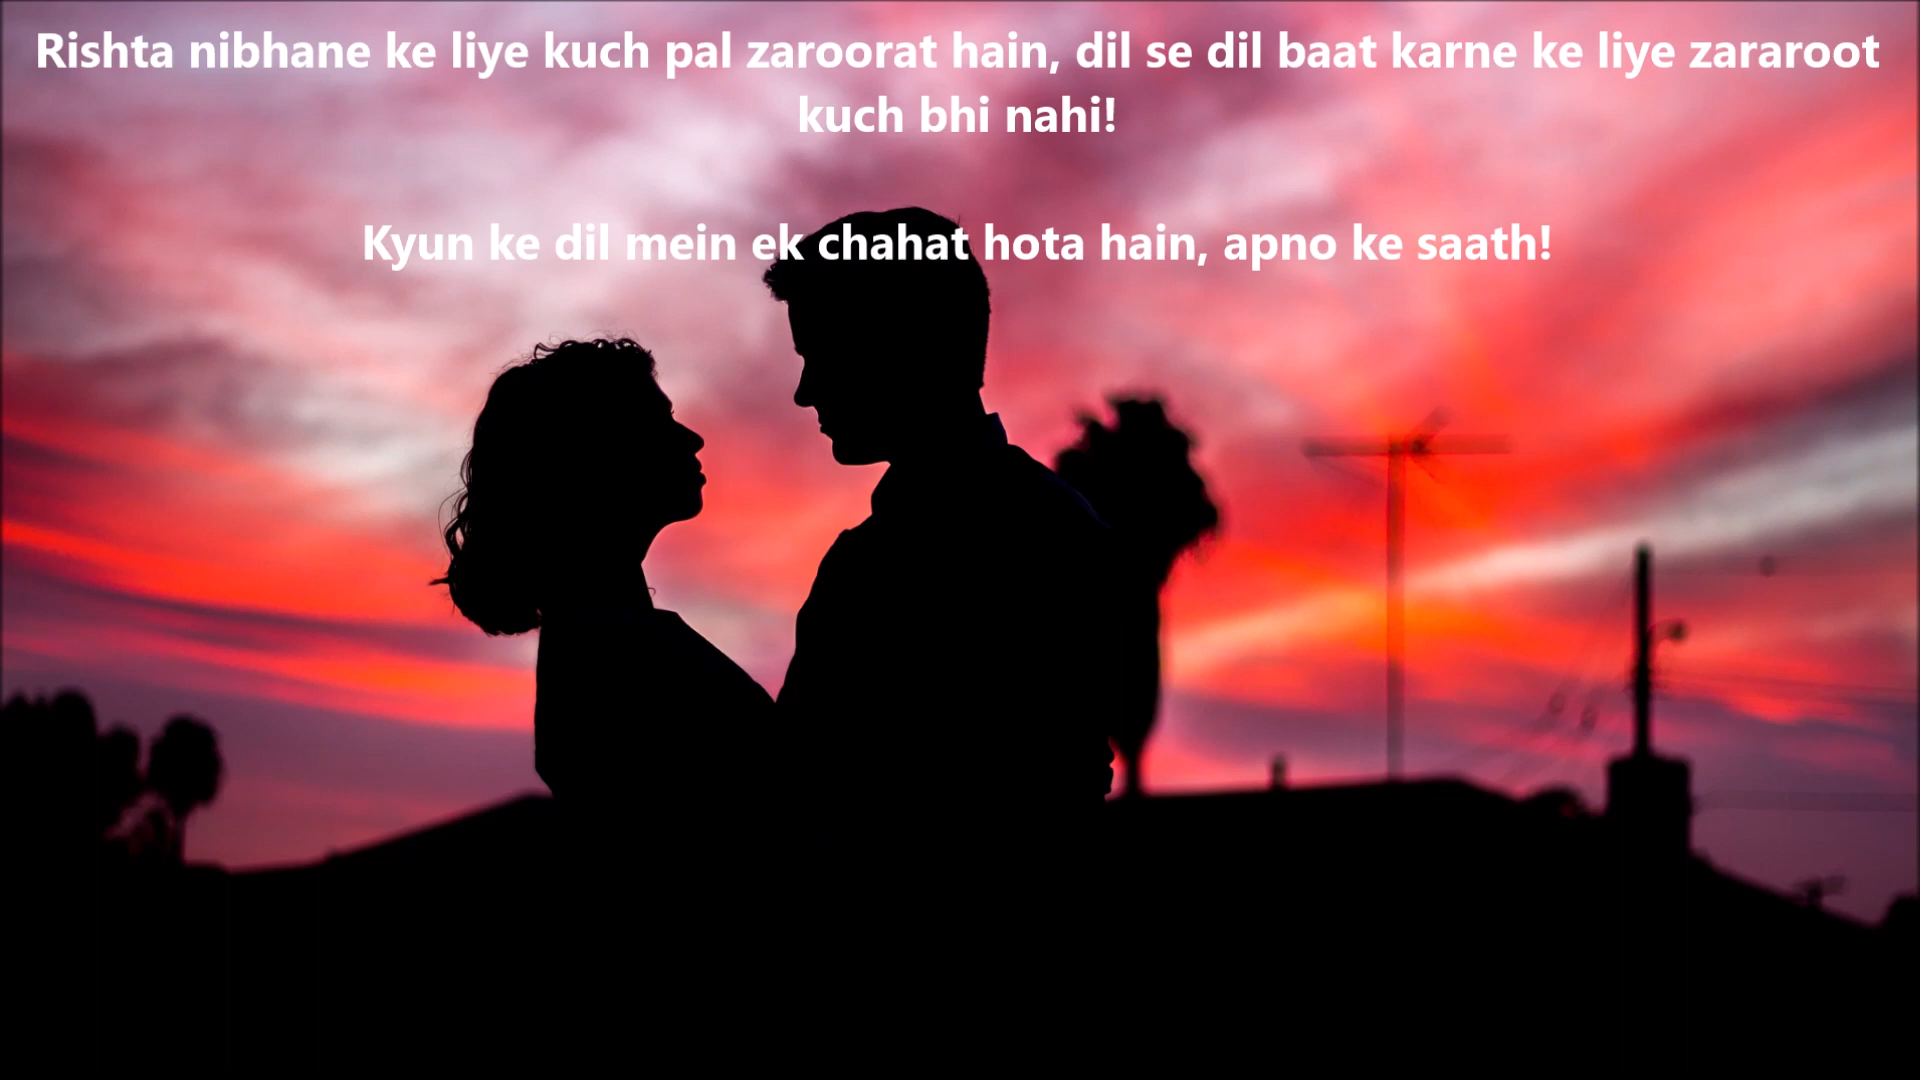 Rishta nibhane ke liye kuch pal zaroorat hain, dil se dil baat karne ke liye zararoot
kuch bhi nahi!
Kyun ke dil mein ek chahat hota hain, apno ke saath!